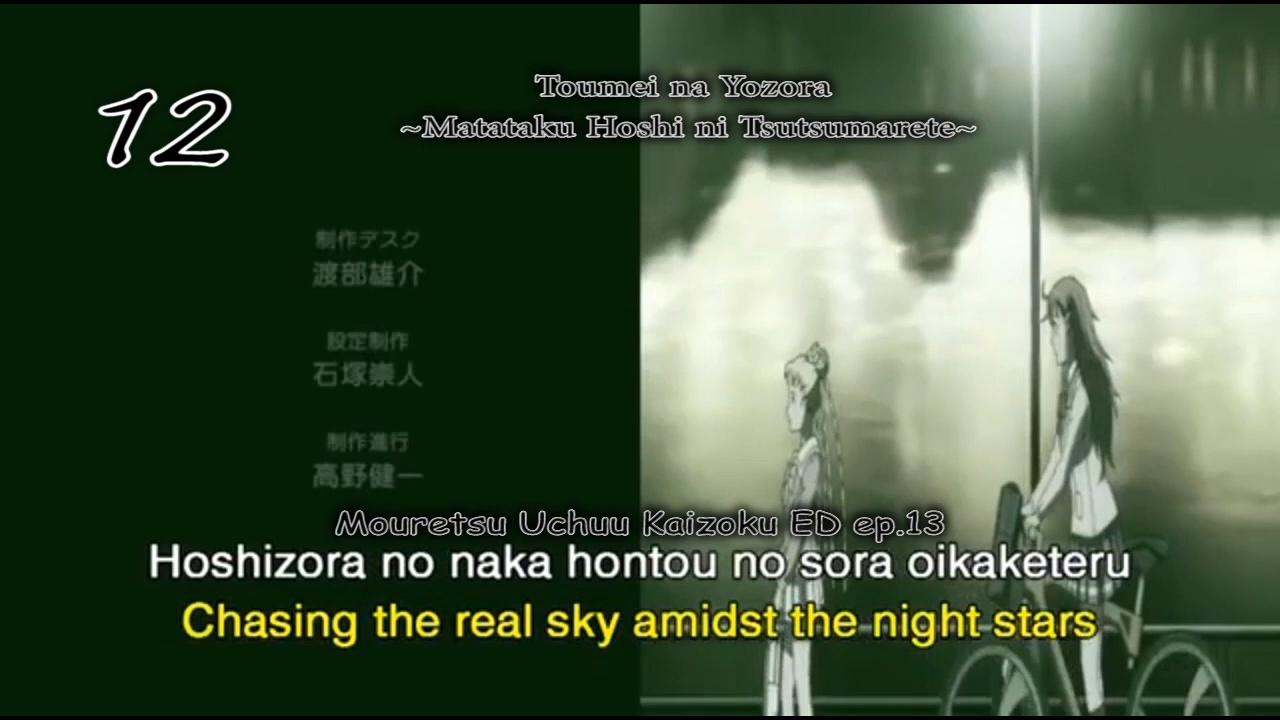 12
Toumei na Yozora
~Matataku Hoshi ni Tsutsumarete~
制作デスク
渡部雄介
設定制作
石塚崇人
制作進行
高野健一
Mouretsu Uchuu Kaizoku ED ep.13
Hoshizora no naka hontou no sora oikaketeru
Chasing the real sky amidst the night stars